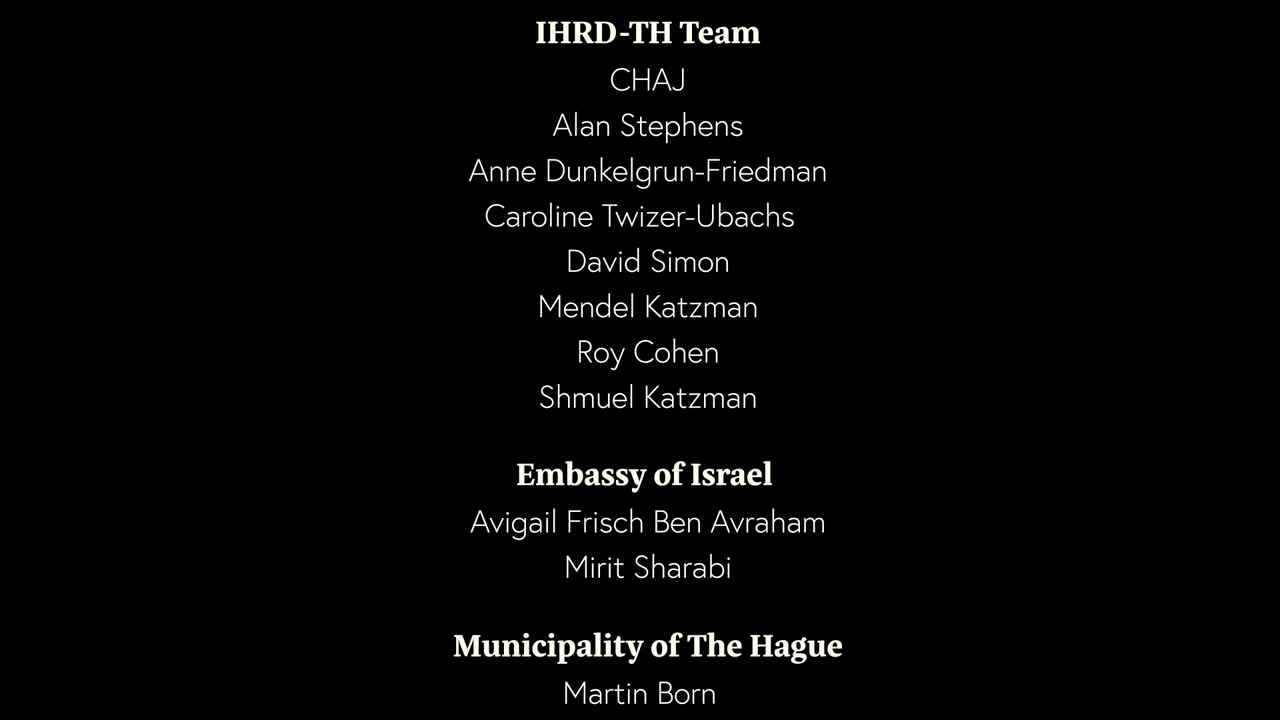 IHRD-TH Team
CHAJ
Alan Stephens
Anne Dunkelgrun-Friedman
Caroline Twizer-Ubachs
David Simon
Mendel Katzman
Roy Cohen
Shmuel Katzman
Embassy of Israel
Avigail Frisch Ben Avraham
Mirit Sharabi
Municipality of The Hague
Martin Born